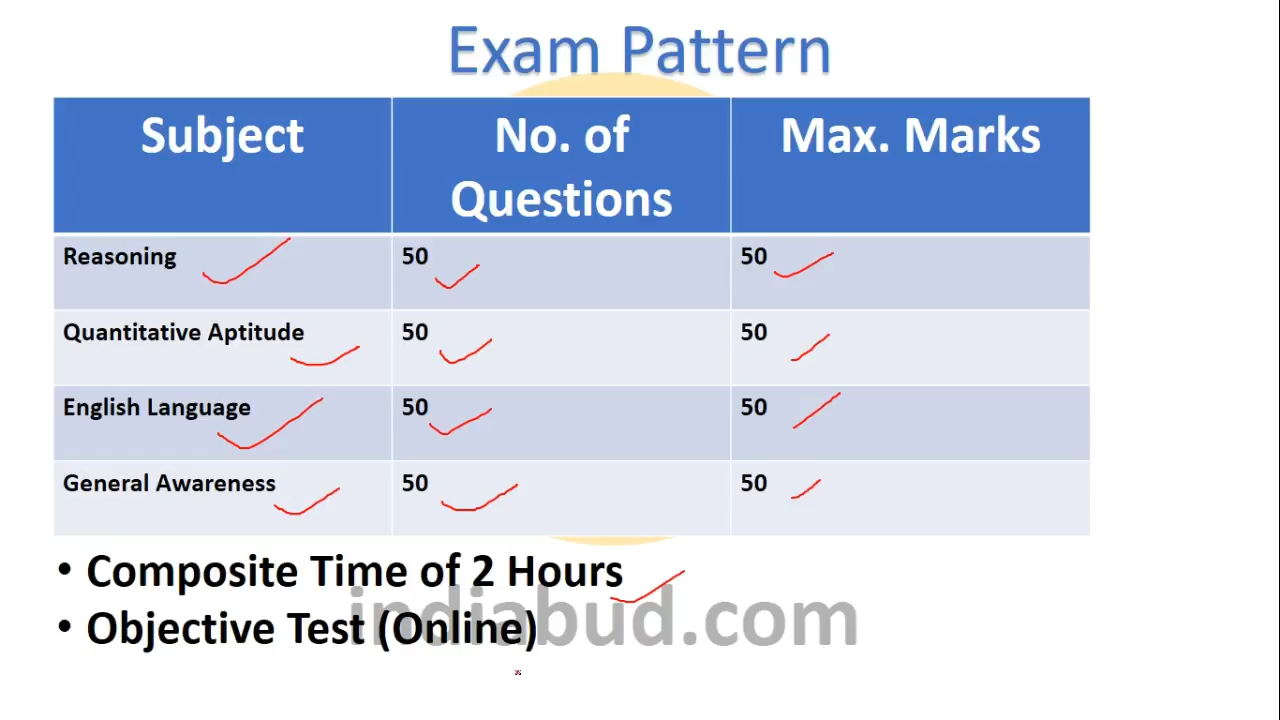 Exam Pattern
Subject No. of Questions Max. Marks
Reasoning 50 50
Quantitative Aptitude 50 50
English Language 50 50
General Awareness 50 50
• Composite Time of 2 Hours
• Objective Test (Online)
indiabud.com